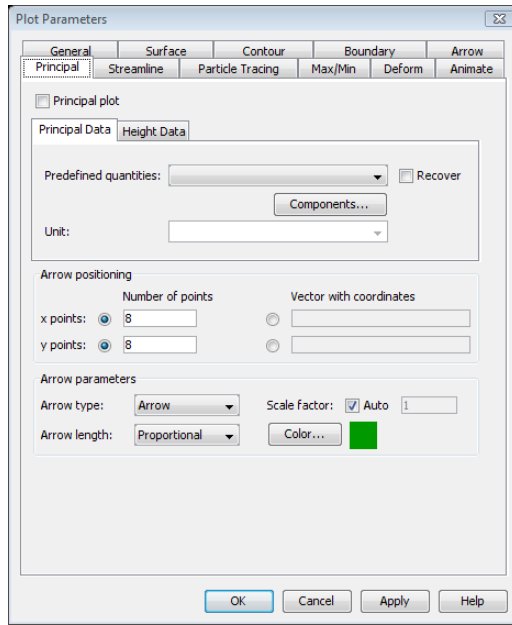 Plot Parameters
General Surface Contour Boundary Arrow
Principal Streamline Particle Tracing Max/Min Deform Animate
Principal plot
Principal Data Height Data
Predefined quantities: Recover
Components...
Unit:
Arrow positioning
Number of points Vector with coordinates
x points: 8
y points: 8
Arrow parameters
Arrow type: Arrow Scale factor: Auto 1
Arrow length: Proportional Color...
OK Cancel Apply Help